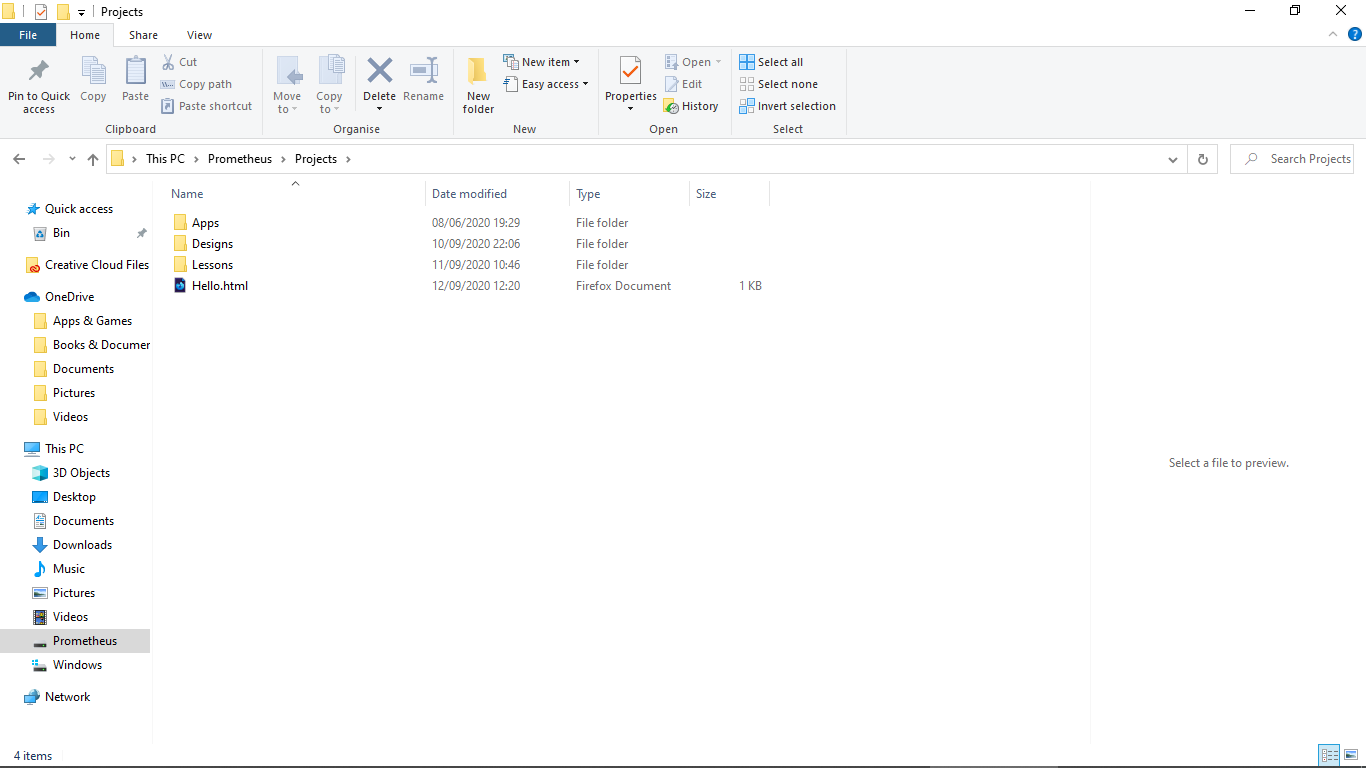 Projects
File Home Share View
Pin to Quick access
Copy
Paste
Cut
Copy path
Paste shortcut
Clipboard
Move to
Copy to
Delete
Rename
Organise
New folder
New item
Easy access
New
Properties
Open
Edit
History
Open
Select all
Select none
Invert selection
Select
This PC Prometheus Projects
Search Projects
Quick access
Bin
Creative Cloud Files
OneDrive
Apps & Games
Books & Documer
Documents
Pictures
Videos
This PC
3D Objects
Desktop
Documents
Downloads
Music
Pictures
Videos
Prometheus
Windows
Network
Name Date modified Type Size
Apps 08/06/2020 19:29 File folder
Designs 10/09/2020 22:06 File folder
Lessons 11/09/2020 10:46 File folder
Hello.html 12/09/2020 12:20 Firefox Document 1 KB
Select a file to preview.
4 items